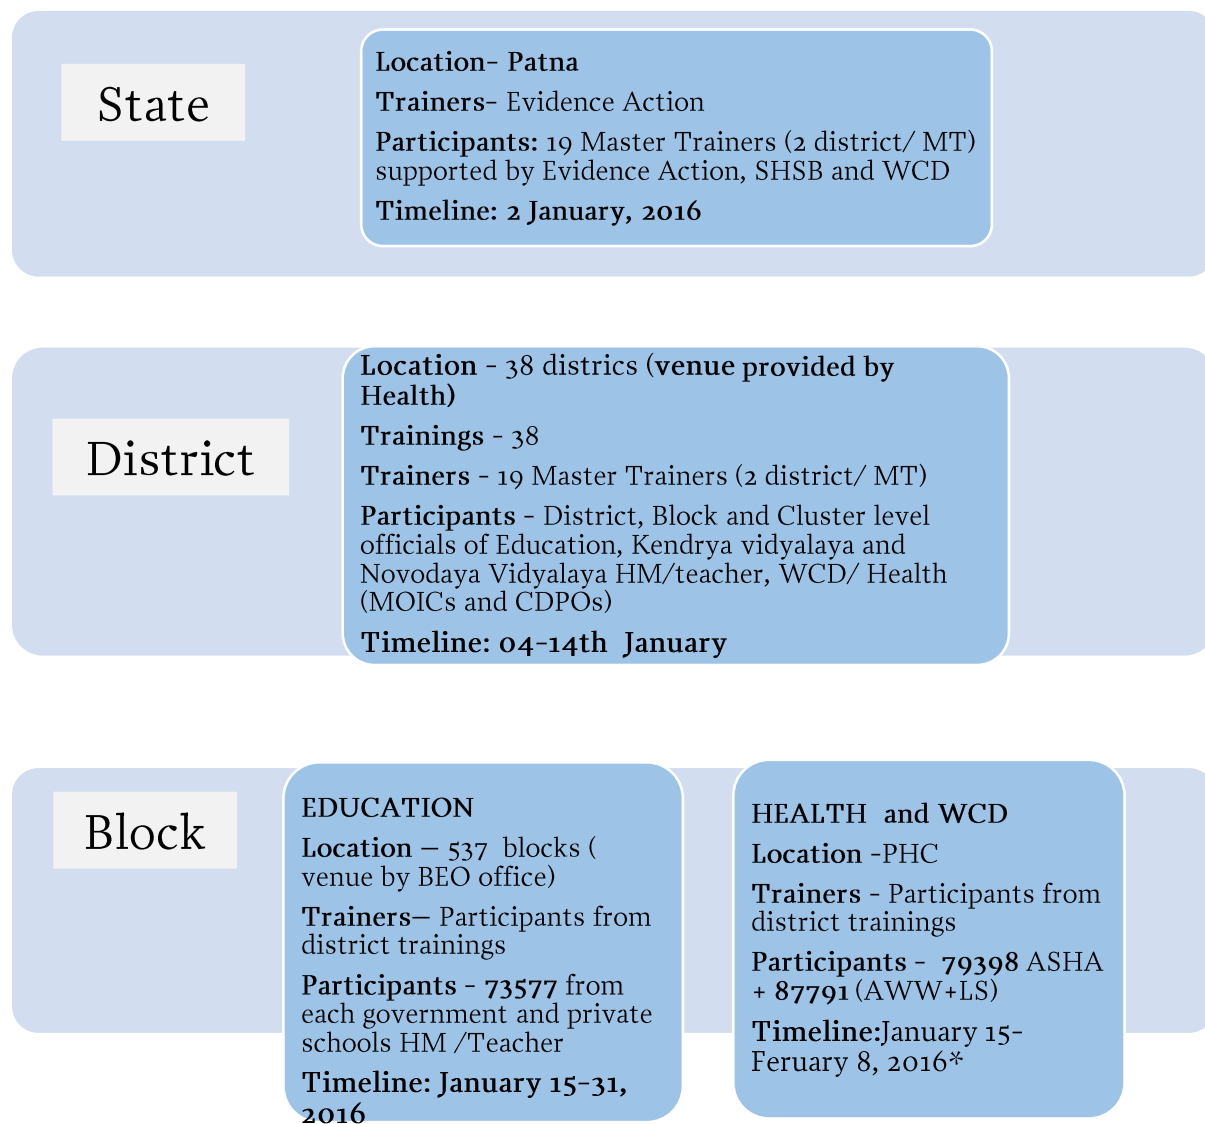 State
Location- Patna
Trainers- Evidence Action
Participants: 19 Master Trainers (2 district/ MT)
supported by Evidence Action, SHSB and WCD
Timeline: 2 January, 2016
District
Location - 38 districs (venue provided by
Health)
Trainings - 38
Trainers - 19 Master Trainers (2 district/ MT)
Participants - District, Block and Cluster level
officials of Education, Kendrya vidyalaya and
Novodaya Vidyalaya HM/teacher, WCD/ Health
(MOICs and CDPOs)
Timeline: 04-14th January
Block
EDUCATION
Location – 537 blocks (
venue by BEO office)
Trainers– Participants from
district trainings
Participants - 73577 from
each government and private
schools HM /Teacher
Timeline: January 15-31,
2016
HEALTH and WCD
Location -PHC
Trainers - Participants from
district trainings
Participants - 79398 ASHA
+ 87791 (AWW+LS)
Timeline:January 15-
Feruary 8, 2016*